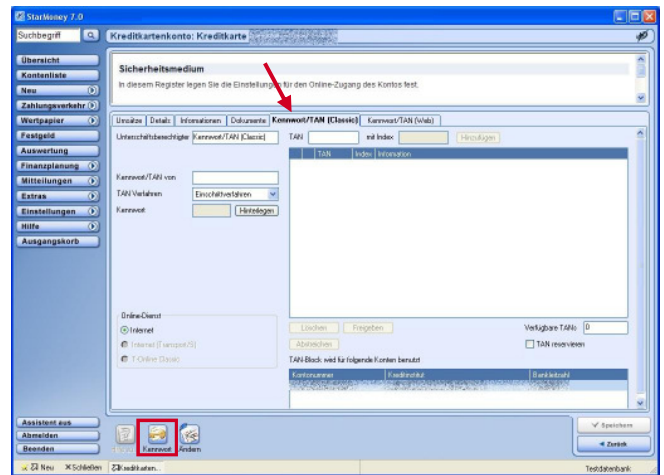 StarMoney 7.0
Suchbegriff
Kreditkartenkonto: Kreditkarte
Übersicht
Kontenliste
Neu
Zahlungsverkehr
Wertpapier
Festgeld
Auswertung
Finanzplanung
Mitteilungen
Extras
Einstellungen
Hilfe
Ausgangskorb
Sicherheitsmedium
In diesem Register legen Sie die Einstellungen für den Online-Zugang des Kontos fest.
Umsätze Details Informationen Dokumente Kennwort/TAN (Classic) Kennwort/TAN (Web)
Unterschriftsberechtigter Kennwort/TAN (Classic) TAN mit Index Hinzufügen
TAN Index Information
Kennwort/TAN von
TAN Verfahren Einschrittverfahren
Kennwort Hinterlegen
Online-Dienst
Internet
Internet (Transport/S)
T-Online Classic
Löschen Freigeben Verfügbare TANs 0
Abstreichen TAN reservieren
TAN-Block wird für folgende Konten benutzt
Kontonummer Kreditinstitut Bankleitzahl
Assistent aus
Abmelden
Beenden
Kennwort Ändern
Speichern
Zurück
Neu Schließen Kreditkarten... Testdatenbank